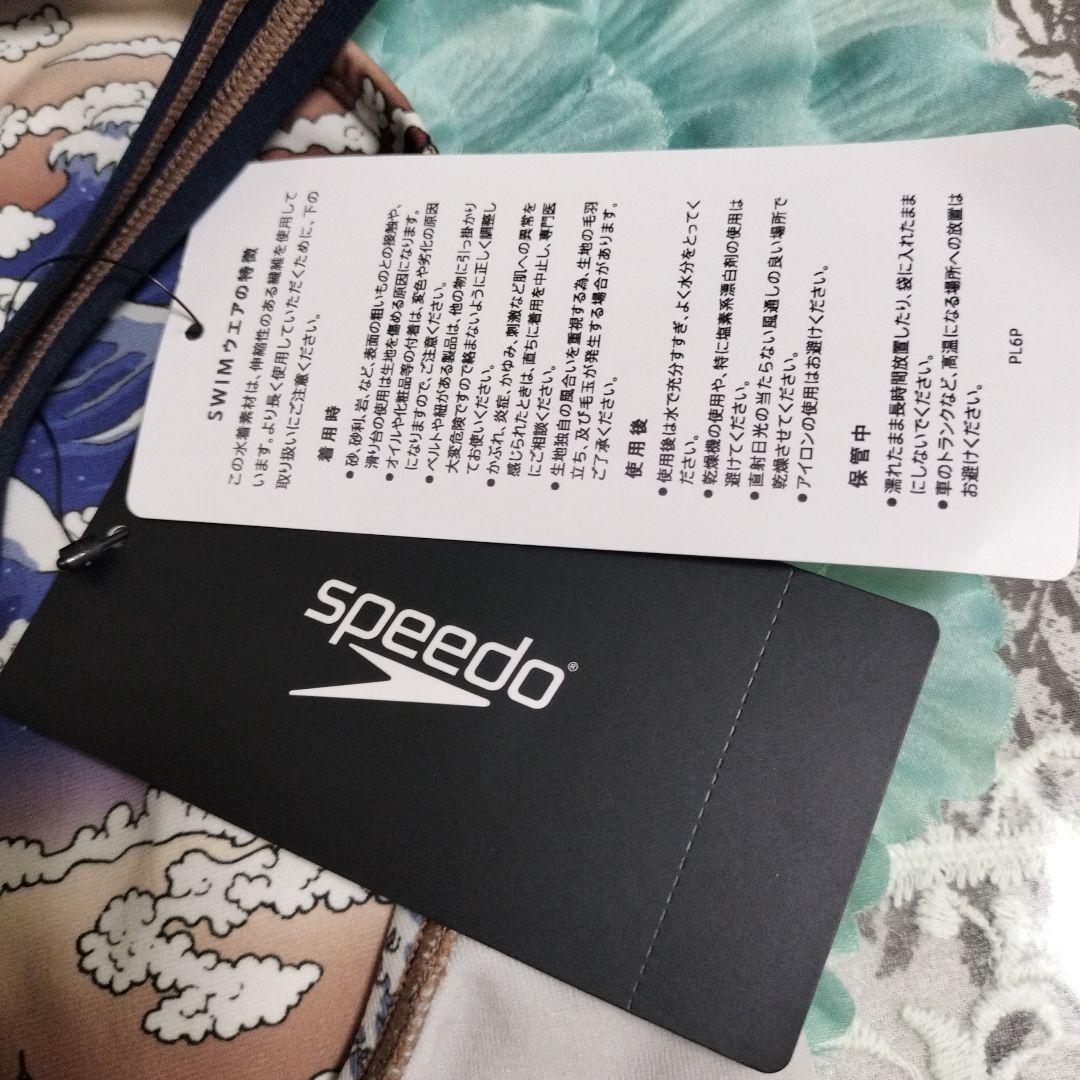 SWIMウエアの特徴
この水着素材は、伸縮性のある繊維を使用して
います。より長く使用していただくために、下の
取り扱いにご注意ください。
着用時
●砂、砂利、岩、など、表面の粗いものとの接触や、
滑り台の使用は生地を傷める原因になります。
●オイルや化粧品等の付着は、変色や劣化の原因
になりますので、ご注意ください。
●ベルトや紐がある製品は、他の物に引っ掛かり
大変危険ですので絡まないように正しく調整し
てお使いください。
●かぶれ、炎症、かゆみ、刺激など肌への異常を
感じられたときは、直ちに着用を中止し、専門医
にご相談ください。
●生地独自の風合いを重視する為、生地の毛羽
立ち、及び毛玉が発生する場合があります。
ご了承ください。
使用後
●使用後は水で充分すすぎ、よく水分をとってく
ださい。
●乾燥機の使用や、特に塩素系漂白剤の使用は
避けてください。
●直射日光の当たらない風通しの良い場所で
乾燥させてください。
●アイロンの使用はお避けください。
保管中
●濡れたまま長時間放置したり、袋に入れたまま
にしないでください。
●車のトランクなど、高温になる場所への放置は
お避けください。
PL6P
speedo®